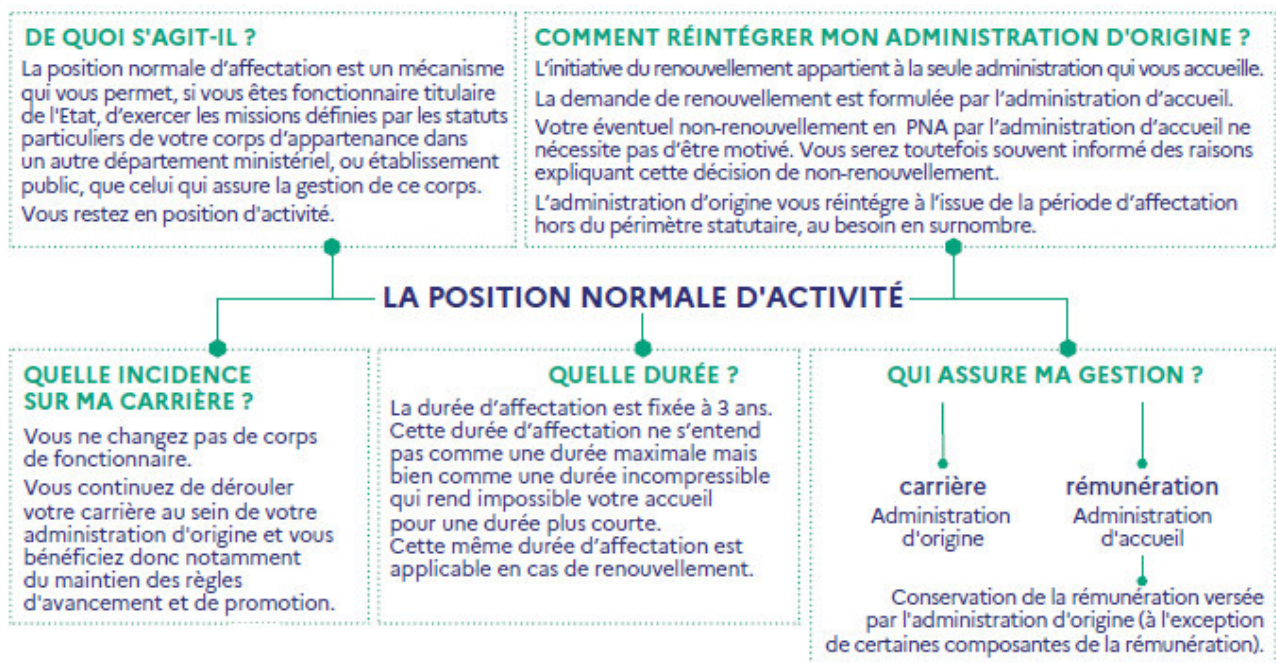 DE QUOI S'AGIT-IL ?
La position normale d’affectation est un mécanisme
qui vous permet, si vous êtes fonctionnaire titulaire
de l'Etat, d’exercer les missions définies par les statuts
particuliers de votre corps d’appartenance dans
un autre département ministériel, ou établissement
public, que celui qui assure la gestion de ce corps.
Vous restez en position d'activité.
COMMENT RÉINTÉGRER MON ADMINISTRATION D'ORIGINE ?
L’initiative du renouvellement appartient à la seule administration qui vous accueille.
La demande de renouvellement est formulée par l’administration d’accueil.
Votre éventuel non-renouvellement en PNA par l’administration d’accueil ne
nécessite pas d’être motivé. Vous serez toutefois souvent informé des raisons
expliquant cette décision de non-renouvellement.
L’administration d’origine vous réintégre à l’issue de la période d’affectation
hors du périmètre statutaire, au besoin en surnombre.
LA POSITION NORMALE D'ACTIVITÉ
QUELLE INCIDENCE
SUR MA CARRIÈRE ?
Vous ne changez pas de corps
de fonctionnaire.
Vous continuez de dérouler
votre carrière au sein de votre
administration d'origine et vous
bénéficiez donc notamment
du maintien des règles
d'avancement et de promotion.
QUELLE DURÉE ?
La durée d’affectation est fixée à 3 ans.
Cette durée d’affectation ne s’entend
pas comme une durée maximale mais
bien comme une durée incompressible
qui rend impossible votre accueil
pour une durée plus courte.
Cette même durée d’affectation est
applicable en cas de renouvellement.
QUI ASSURE MA GESTION ?
carrière
Administration
d'origine
rémunération
Administration
d'accueil
Conservation de la rémunération versée
par l'administration d'origine (à l'exception
de certaines composantes de la rémunération).